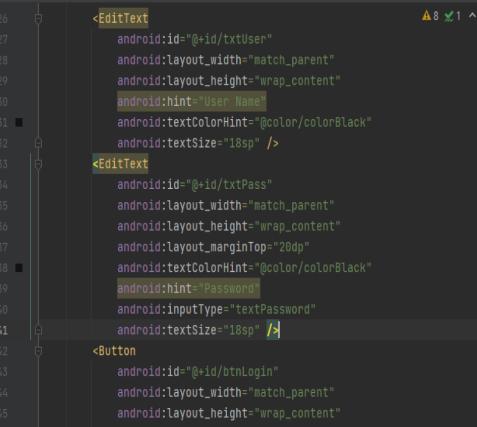 26 <EditText
27 android:id="@+id/txtUser"
28 android:layout_width="match_parent"
29 android:layout_height="wrap_content"
30 android:hint="User Name"
31 android:textColorHint="@color/colorBlack"
32 android:textSize="18sp" />
33 <EditText
34 android:id="@+id/txtPass"
35 android:layout_width="match_parent"
36 android:layout_height="wrap_content"
37 android:layout_marginTop="20dp"
38 android:textColorHint="@color/colorBlack"
39 android:hint="Password"
40 android:inputType="textPassword"
41 android:textSize="18sp" />
42 <Button
43 android:id="@+id/btnLogin"
44 android:layout_width="match_parent"
45 android:layout_height="wrap_content"
8 1